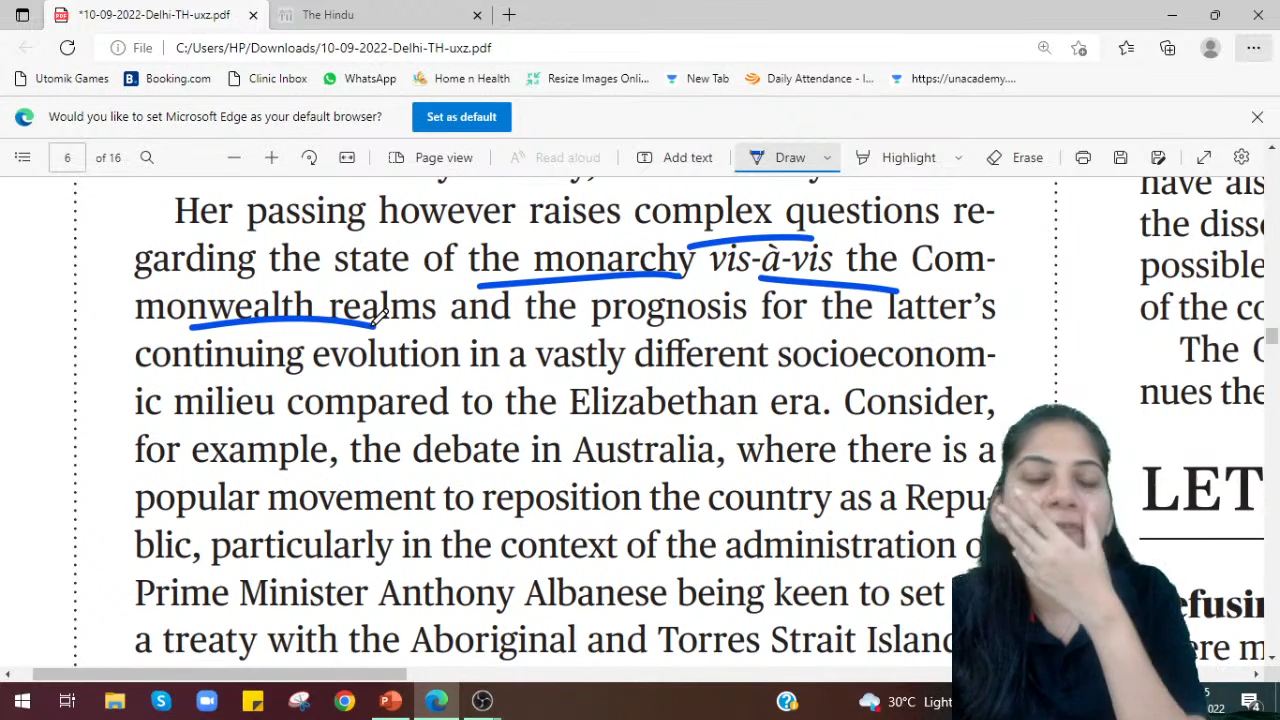 *10-09-2022-Delhi-TH-uxz.pdf
The Hindu
File C:/Users/HP/Downloads/10-09-2022-Delhi-TH-uxz.pdf
Utomik Games Booking.com Clinic Inbox WhatsApp Home n Health Resize Images Onli... New Tab Daily Attendance - I... https://unacademy....
Would you like to set Microsoft Edge as your default browser? Set as default
6 of 16 Page view Read aloud Add text Draw Highlight Erase
Her passing however raises complex questions re-
garding the state of the monarchy vis-à-vis the Com-
monwealth realms and the prognosis for the latter's
continuing evolution in a vastly different socioeconom-
ic milieu compared to the Elizabethan era. Consider,
for example, the debate in Australia, where there is a
popular movement to reposition the country as a Repu-
blic, particularly in the context of the administration
Prime Minister Anthony Albanese being keen to set
a treaty with the Aboriginal and Torres Strait Island
have als
the disso
possible
of the co
The
nues the
LET
efusin
ere m
30°C Light